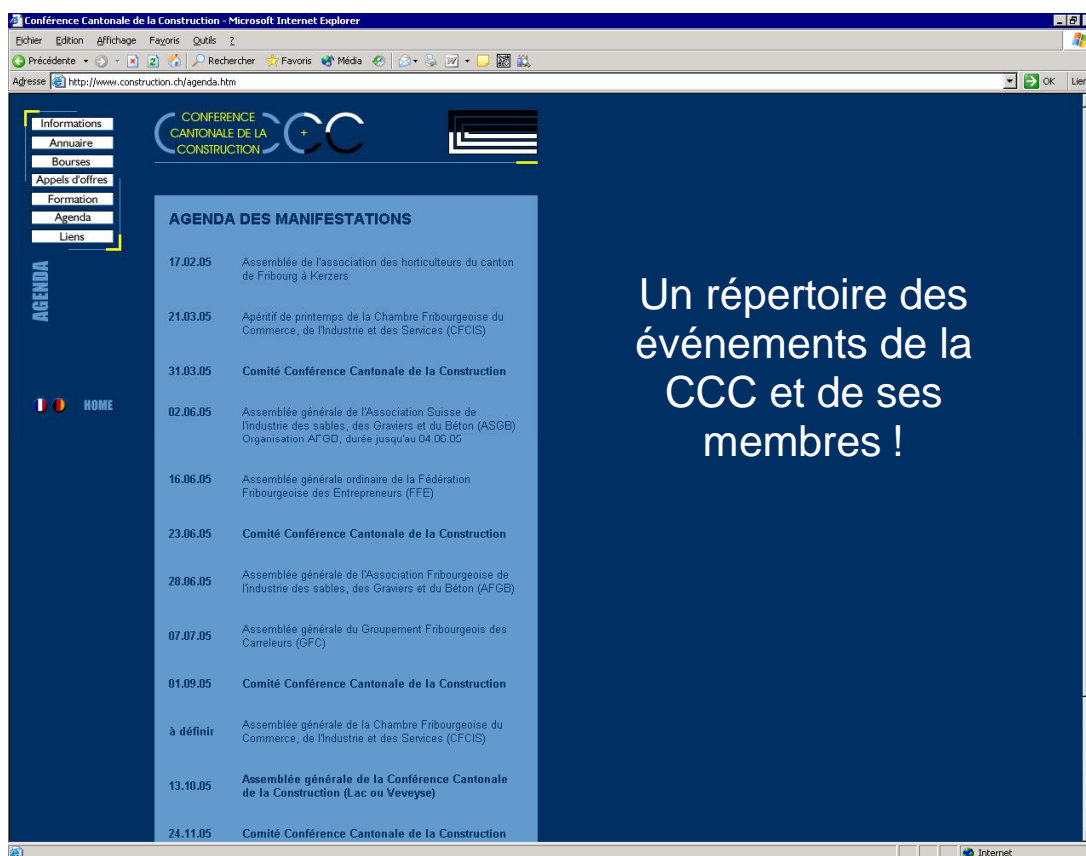 Conférence Cantonale de la Construction - Microsoft Internet Explorer
Fichier Edition Affichage Favoris Outils ?
Précédente Rechercher Favoris Média
Adresse http://www.construction.ch/agenda.htm OK Lier
Informations
Annuaire
Bourses
Appels d'offres
Formation
Agenda
Liens
AGENDA
HOME
CONFERENCE
CANTONALE DE LA
CONSTRUCTION
CC
+
AGENDA DES MANIFESTATIONS
17.02.05 Assemblée de l'association des horticulteurs du canton
de Fribourg à Kerzers
21.03.05 Apéritif de printemps de la Chambre Fribourgeoise du
Commerce, de l'Industrie et des Services (CFCIS)
31.03.05 Comité Conférence Cantonale de la Construction
02.06.05 Assemblée générale de l'Association Suisse de
l'industrie des sables, des Graviers et du Béton (ASGB)
Organisation AFGB, durée jusqu'au 04.06.05
16.06.05 Assemblée générale ordinaire de la Fédération
Fribourgeoise des Entrepreneurs (FFE)
23.06.05 Comité Conférence Cantonale de la Construction
28.06.05 Assemblée générale de l'Association Fribourgeoise de
l'industrie des sables, des Graviers et du Béton (AFGB)
07.07.05 Assemblée générale du Groupement Fribourgeois des
Carreleurs (GFC)
01.09.05 Comité Conférence Cantonale de la Construction
à définir Assemblée générale de la Chambre Fribourgeoise du
Commerce, de l'Industrie et des Services (CFCIS)
13.10.05 Assemblée générale de la Conférence Cantonale
de la Construction (Lac ou Veveyse)
24.11.05 Comité Conférence Cantonale de la Construction
Un répertoire des
événements de la
CCC et de ses
membres !
Internet